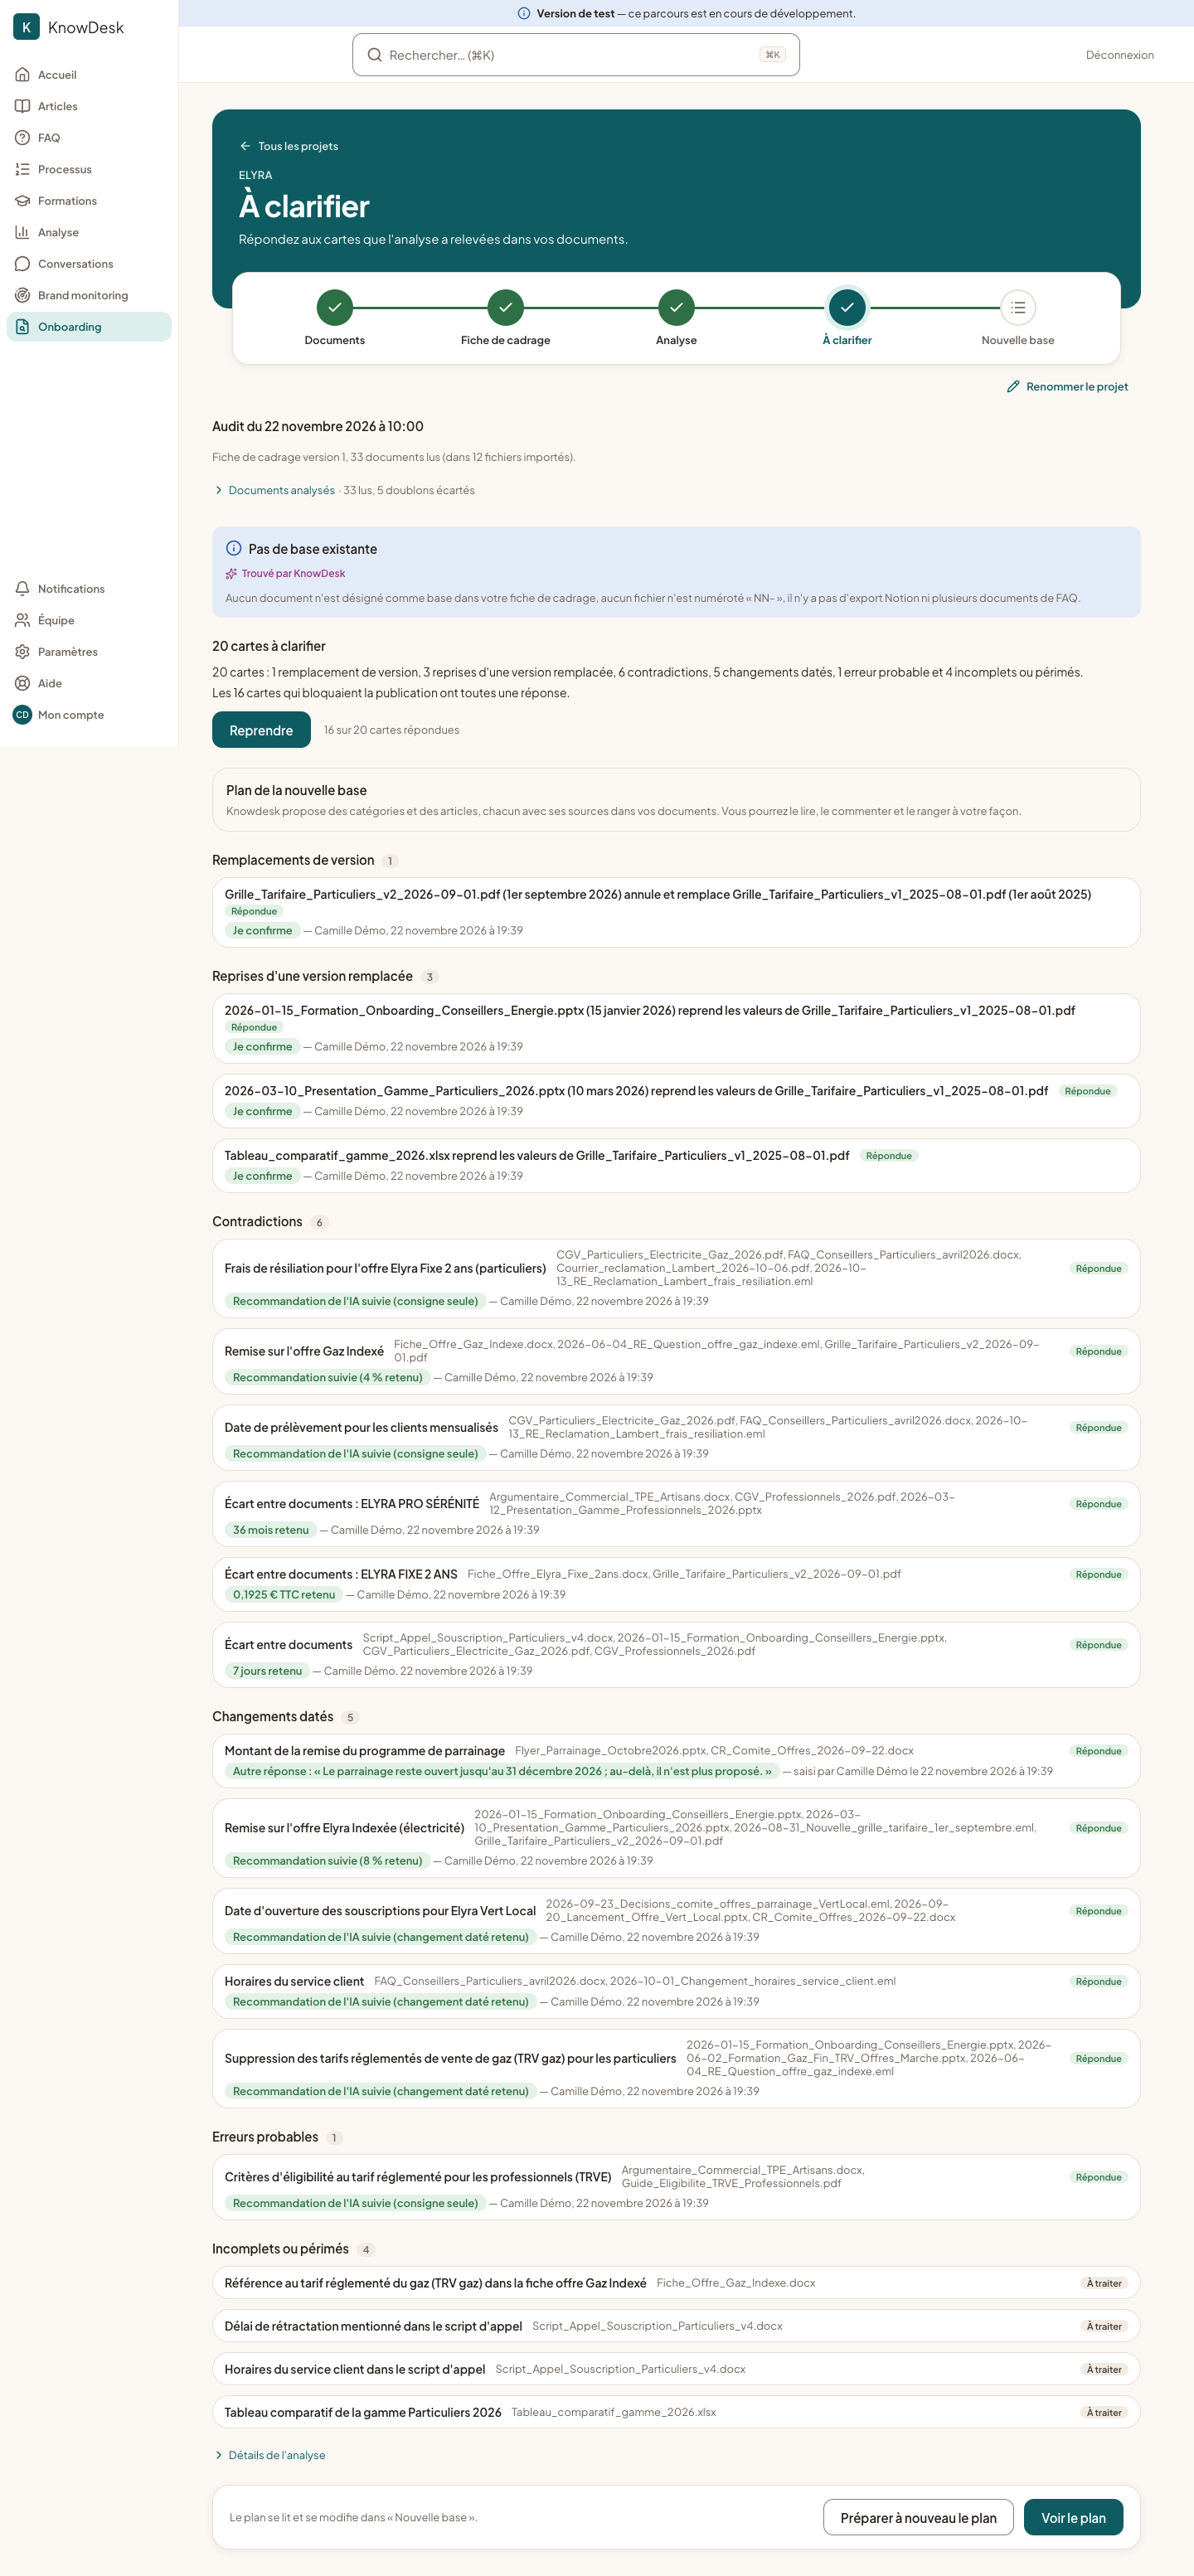 K KnowDesk
Accueil
Articles
FAQ
Processus
Formations
Analyse
Conversations
Brand monitoring
Onboarding
Notifications
Équipe
Paramètres
Aide
CD Mon compte
Version de test — ce parcours est en cours de développement.
Rechercher... (⌘K) ⌘K
Déconnexion
Tous les projets
ELYRA
À clarifier
Répondez aux cartes que l'analyse a relevées dans vos documents.
Documents
Fiche de cadrage
Analyse
À clarifier
Nouvelle base
Renommer le projet
Audit du 22 novembre 2026 à 10:00
Fiche de cadrage version 1, 33 documents lus (dans 12 fichiers importés).
Documents analysés · 33 lus, 5 doublons écartés
Pas de base existante
Trouvé par KnowDesk
Aucun document n'est désigné comme base dans votre fiche de cadrage, aucun fichier n'est numéroté « NN- », il n'y a pas d'export Notion ni plusieurs documents de FAQ.
20 cartes à clarifier
20 cartes : 1 remplacement de version, 3 reprises d'une version remplacée, 6 contradictions, 5 changements datés, 1 erreur probable et 4 incomplets ou périmés.
Les 16 cartes qui bloquaient la publication ont toutes une réponse.
Reprendre 16 sur 20 cartes répondues
Plan de la nouvelle base
Knowdesk propose des catégories et des articles, chacun avec ses sources dans vos documents. Vous pourrez le lire, le commenter et le ranger à votre façon.
Remplacements de version 1
Grille_Tarifaire_Particuliers_v2_2026-09-01.pdf (1er septembre 2026) annule et remplace Grille_Tarifaire_Particuliers_v1_2025-08-01.pdf (1er août 2025)
Répondue
Je confirme — Camille Démo, 22 novembre 2026 à 19:39
Reprises d'une version remplacée 3
2026-01-15_Formation_Onboarding_Conseillers_Energie.pptx (15 janvier 2026) reprend les valeurs de Grille_Tarifaire_Particuliers_v1_2025-08-01.pdf
Répondue
Je confirme — Camille Démo, 22 novembre 2026 à 19:39
2026-03-10_Presentation_Gamme_Particuliers_2026.pptx (10 mars 2026) reprend les valeurs de Grille_Tarifaire_Particuliers_v1_2025-08-01.pdf Répondue
Je confirme — Camille Démo, 22 novembre 2026 à 19:39
Tableau_comparatif_gamme_2026.xlsx reprend les valeurs de Grille_Tarifaire_Particuliers_v1_2025-08-01.pdf Répondue
Je confirme — Camille Démo, 22 novembre 2026 à 19:39
Contradictions 6
Frais de résiliation pour l'offre Elyra Fixe 2 ans (particuliers)
CGV_Particuliers_Electricite_Gaz_2026.pdf, FAQ_Conseillers_Particuliers_avril2026.docx,
Courrier_reclamation_Lambert_2026-10-06.pdf, 2026-10-
13_RE_Reclamation_Lambert_frais_resiliation.eml
Répondue
Recommandation de l'IA suivie (consigne seule) — Camille Démo, 22 novembre 2026 à 19:39
Remise sur l'offre Gaz Indexé
Fiche_Offre_Gaz_Indexe.docx, 2026-06-04_RE_Question_offre_gaz_indexe.eml, Grille_Tarifaire_Particuliers_v2_2026-09-
01.pdf
Répondue
Recommandation suivie (4 % retenu) — Camille Démo, 22 novembre 2026 à 19:39
Date de prélèvement pour les clients mensualisés
CGV_Particuliers_Electricite_Gaz_2026.pdf, FAQ_Conseillers_Particuliers_avril2026.docx, 2026-10-
13_RE_Reclamation_Lambert_frais_resiliation.eml
Répondue
Recommandation de l'IA suivie (consigne seule) — Camille Démo, 22 novembre 2026 à 19:39
Écart entre documents : ELYRA PRO SÉRÉNITÉ
Argumentaire_Commercial_TPE_Artisans.docx, CGV_Professionnels_2026.pdf, 2026-03-
12_Presentation_Gamme_Professionnels_2026.pptx
Répondue
36 mois retenu — Camille Démo, 22 novembre 2026 à 19:39
Écart entre documents : ELYRA FIXE 2 ANS Fiche_Offre_Elyra_Fixe_2ans.docx, Grille_Tarifaire_Particuliers_v2_2026-09-01.pdf Répondue
0,1925 € TTC retenu — Camille Démo, 22 novembre 2026 à 19:39
Écart entre documents
Script_Appel_Souscription_Particuliers_v4.docx, 2026-01-15_Formation_Onboarding_Conseillers_Energie.pptx,
CGV_Particuliers_Electricite_Gaz_2026.pdf, CGV_Professionnels_2026.pdf
Répondue
7 jours retenu — Camille Démo, 22 novembre 2026 à 19:39
Changements datés 5
Montant de la remise du programme de parrainage Flyer_Parrainage_Octobre2026.pptx, CR_Comite_Offres_2026-09-22.docx Répondue
Autre réponse : « Le parrainage reste ouvert jusqu'au 31 décembre 2026 ; au-delà, il n'est plus proposé. » — saisi par Camille Démo le 22 novembre 2026 à 19:39
Remise sur l'offre Elyra Indexée (électricité)
2026-01-15_Formation_Onboarding_Conseillers_Energie.pptx, 2026-03-
10_Presentation_Gamme_Particuliers_2026.pptx, 2026-08-31_Nouvelle_grille_tarifaire_1er_septembre.eml,
Grille_Tarifaire_Particuliers_v2_2026-09-01.pdf
Répondue
Recommandation suivie (8 % retenu) — Camille Démo, 22 novembre 2026 à 19:39
Date d'ouverture des souscriptions pour Elyra Vert Local
2026-09-23_Decisions_comite_offres_parrainage_VertLocal.eml, 2026-09-
20_Lancement_Offre_Vert_Local.pptx, CR_Comite_Offres_2026-09-22.docx
Répondue
Recommandation de l'IA suivie (changement daté retenu) — Camille Démo, 22 novembre 2026 à 19:39
Horaires du service client FAQ_Conseillers_Particuliers_avril2026.docx, 2026-10-01_Changement_horaires_service_client.eml Répondue
Recommandation de l'IA suivie (changement daté retenu) — Camille Démo, 22 novembre 2026 à 19:39
Suppression des tarifs réglementés de vente de gaz (TRV gaz) pour les particuliers
2026-01-15_Formation_Onboarding_Conseillers_Energie.pptx, 2026-
06-02_Formation_Gaz_Fin_TRV_Offres_Marche.pptx, 2026-06-
04_RE_Question_offre_gaz_indexe.eml
Répondue
Recommandation de l'IA suivie (changement daté retenu) — Camille Démo, 22 novembre 2026 à 19:39
Erreurs probables 1
Critères d'éligibilité au tarif réglementé pour les professionnels (TRVE)
Argumentaire_Commercial_TPE_Artisans.docx,
Guide_Eligibilite_TRVE_Professionnels.pdf
Répondue
Recommandation de l'IA suivie (consigne seule) — Camille Démo, 22 novembre 2026 à 19:39
Incomplets ou périmés 4
Référence au tarif réglementé du gaz (TRV gaz) dans la fiche offre Gaz Indexé Fiche_Offre_Gaz_Indexe.docx À traiter
Délai de rétractation mentionné dans le script d'appel Script_Appel_Souscription_Particuliers_v4.docx À traiter
Horaires du service client dans le script d'appel Script_Appel_Souscription_Particuliers_v4.docx À traiter
Tableau comparatif de la gamme Particuliers 2026 Tableau_comparatif_gamme_2026.xlsx À traiter
Détails de l'analyse
Le plan se lit et se modifie dans « Nouvelle base ».
Préparer à nouveau le plan
Voir le plan